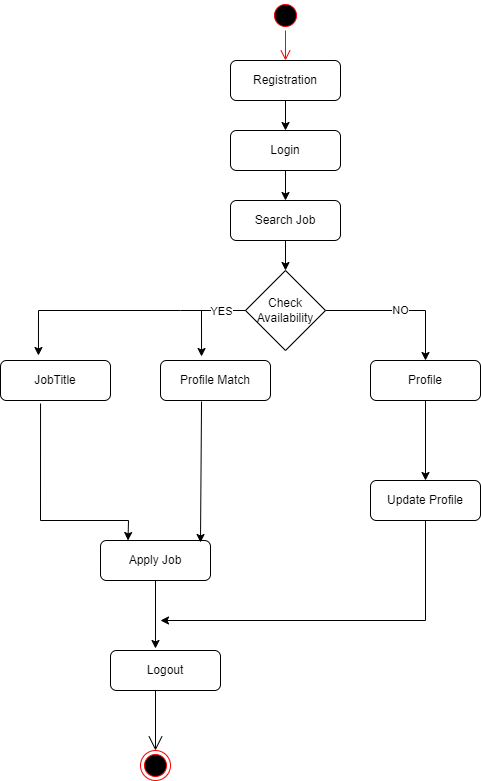 Registration
Login
Search Job
Check
Availability
YES
NO
JobTitle
Profile Match
Profile
Update Profile
Apply Job
Logout